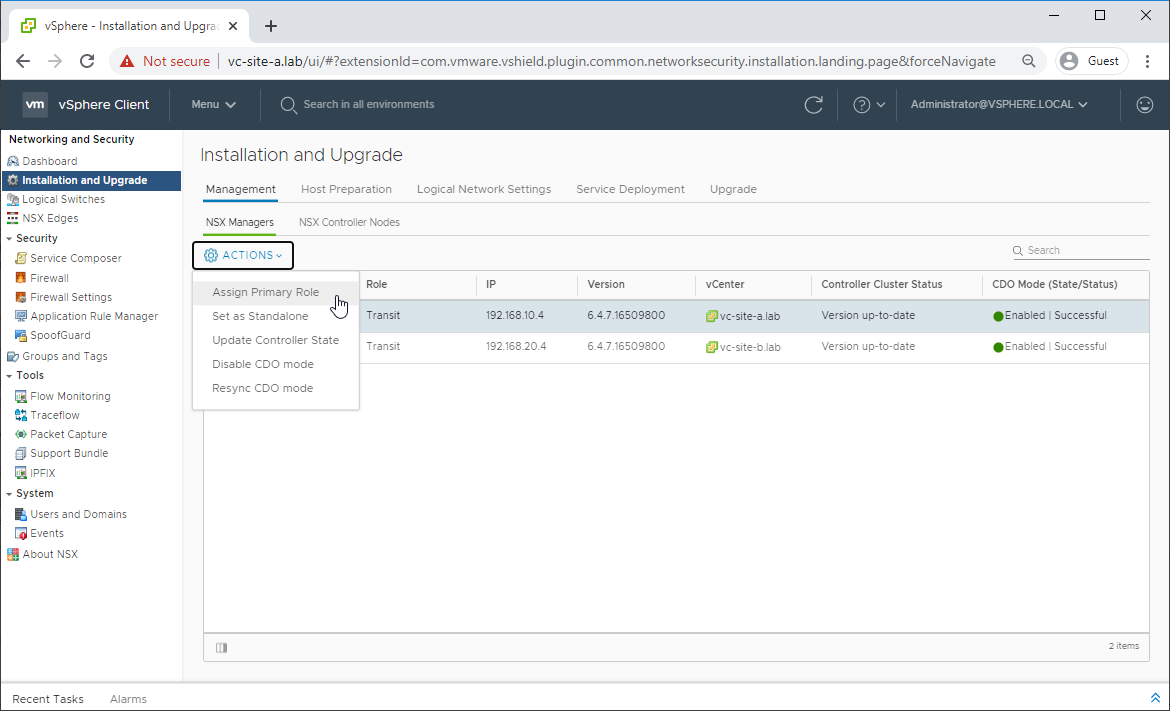 vSphere - Installation and Upgra
Not secure
vc-site-a.lab/ui/#?extensionId=com.vmware.vshield.plugin.common.networksecurity.installation.landing.page&forceNavigate
Guest
vm
vSphere Client
Menu
Search in all environments
Administrator@VSPHERE.LOCAL
Networking and Security
Dashboard
Installation and Upgrade
Logical Switches
NSX Edges
Security
Service Composer
Firewall
Firewall Settings
Application Rule Manager
SpoofGuard
Groups and Tags
Tools
Flow Monitoring
Traceflow
Packet Capture
Support Bundle
IPFIX
System
Users and Domains
Events
About NSX
Installation and Upgrade
Management Host Preparation Logical Network Settings Service Deployment Upgrade
NSX Managers NSX Controller Nodes
ACTIONS
Search
Assign Primary Role
Set as Standalone
Update Controller State
Disable CDO mode
Resync CDO mode
Role IP Version vCenter Controller Cluster Status CDO Mode (State/Status)
Transit 192.168.10.4 6.4.7.16509800 vc-site-a.lab Version up-to-date Enabled | Successful
Transit 192.168.20.4 6.4.7.16509800 vc-site-b.lab Version up-to-date Enabled | Successful
2 items
Recent Tasks Alarms